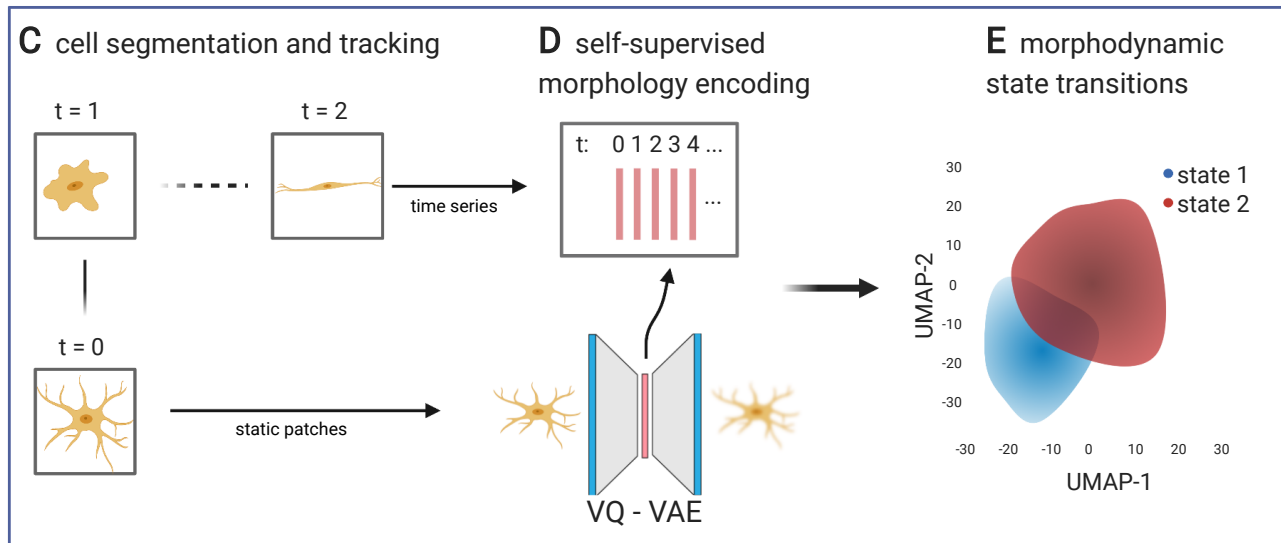 C cell segmentation and tracking
t = 1
t = 2
time series
t = 0
static patches
D self-supervised
morphology encoding
t: 0 1 2 3 4 ...
...
VQ - VAE
E morphodynamic
state transitions
state 1
state 2
UMAP-2
30
20
10
0
-10
-20
-30
-30 -20 -10 0 10 20 30
UMAP-1